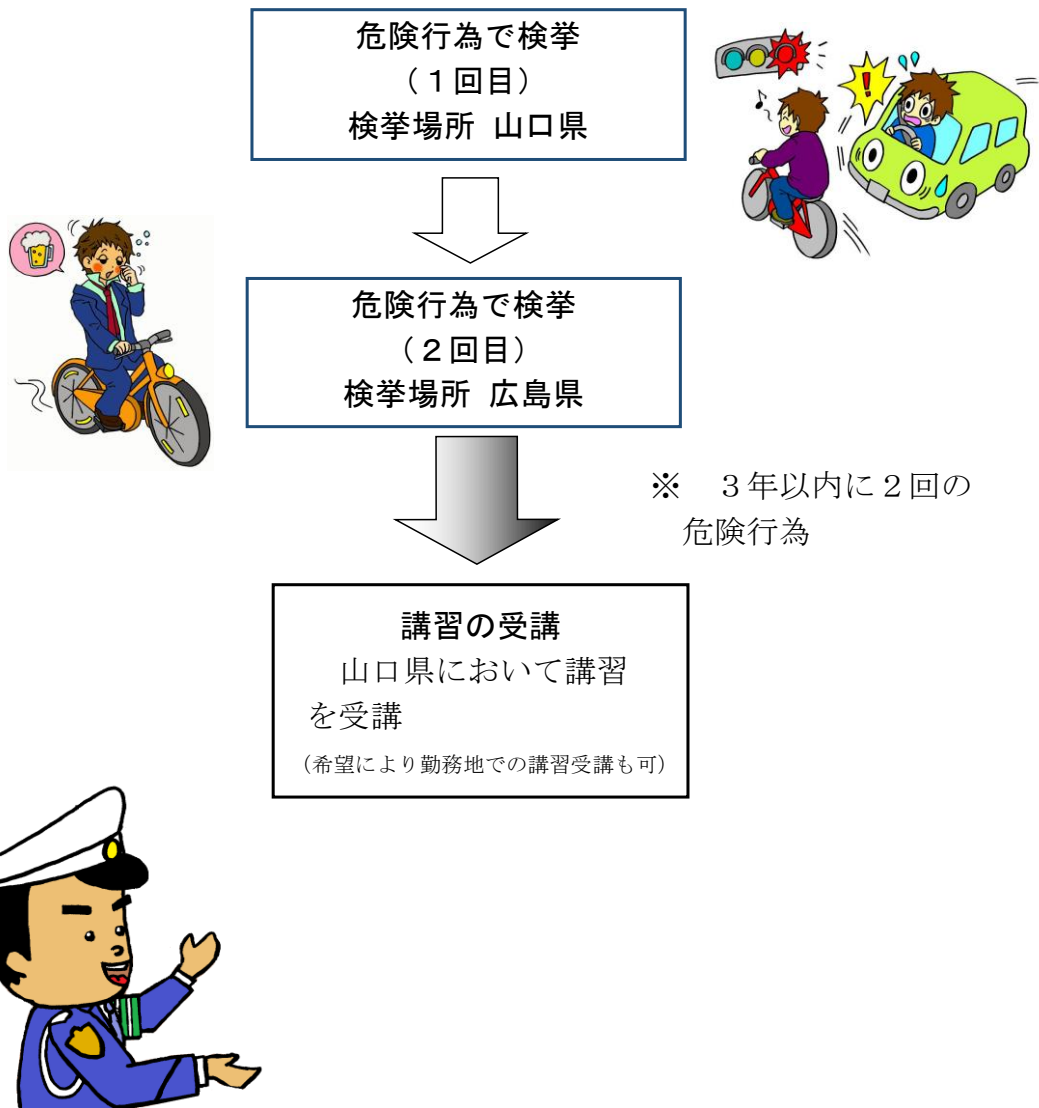 危険行為で検挙
（１回目）
検挙場所 山口県
危険行為で検挙
（２回目）
検挙場所 広島県
※　３年以内に２回の
危険行為
講習の受講
山口県において講習
を受講
（希望により勤務地での講習受講も可）